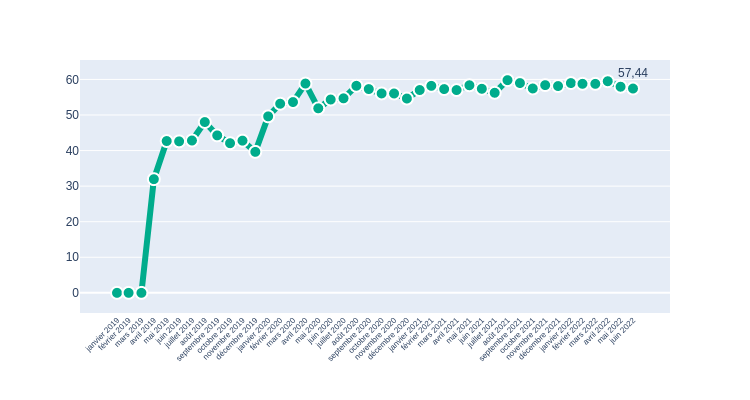 57,44
60
50
40
30
20
10
0
janvier 2019
février 2019
mars 2019
avril 2019
mai 2019
juin 2019
juillet 2019
août 2019
septembre 2019
octobre 2019
novembre 2019
décembre 2019
janvier 2020
février 2020
mars 2020
avril 2020
mai 2020
juin 2020
juillet 2020
août 2020
septembre 2020
octobre 2020
novembre 2020
décembre 2020
janvier 2021
février 2021
mars 2021
avril 2021
mai 2021
juin 2021
juillet 2021
août 2021
septembre 2021
octobre 2021
novembre 2021
décembre 2021
janvier 2022
février 2022
mars 2022
avril 2022
mai 2022
juin 2022